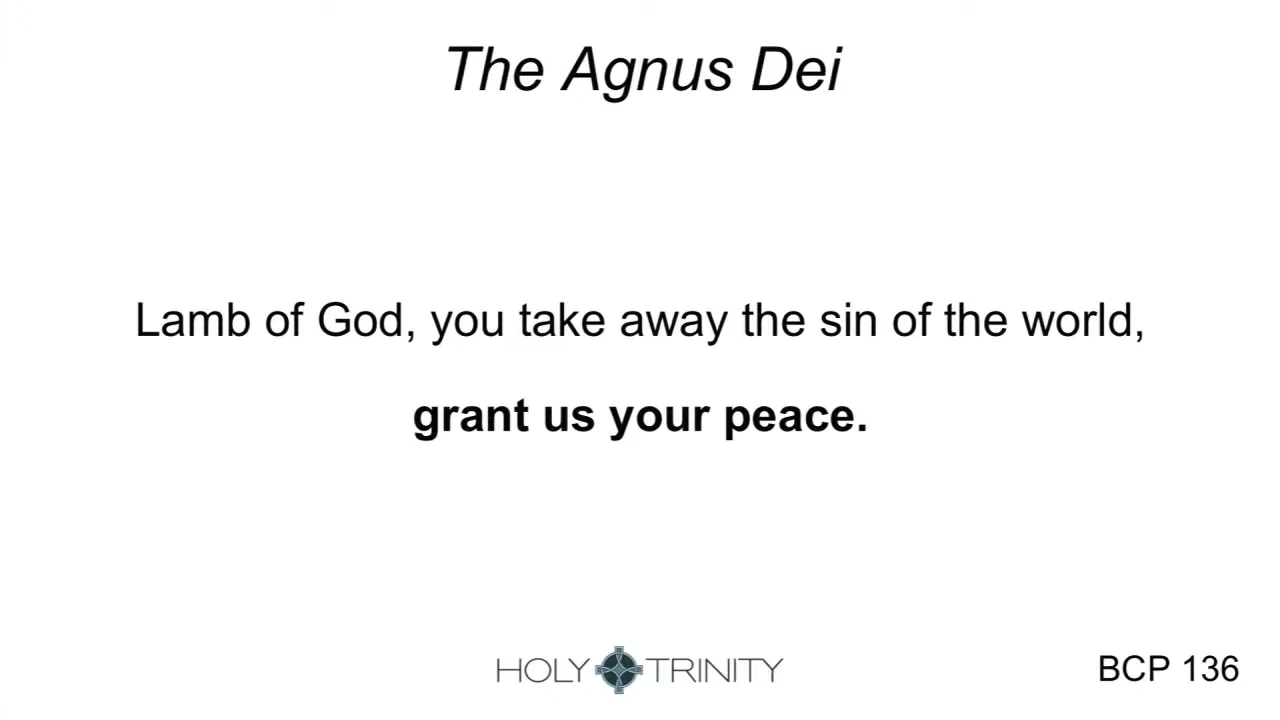 The Agnus Dei
Lamb of God, you take away the sin of the world,
grant us your peace.
HOLY TRINITY
BCP 136